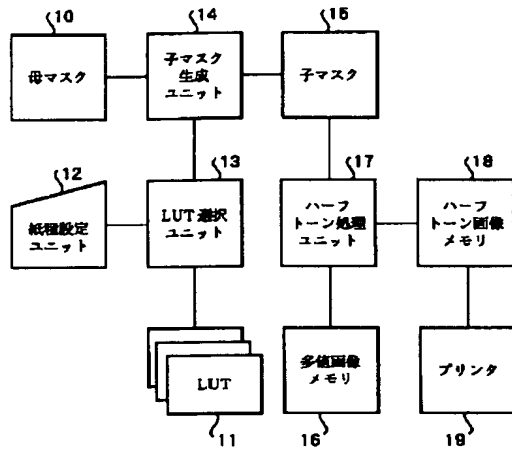 10
14
15
母マスク
子マスク
生成
ユニット
子マスク
12
13
17
18
紙種設定
ユニット
LUT選択
ユニット
ハーフ
トーン処理
ユニット
ハーフ
トーン画像
メモリ
LUT
多値画像
メモリ
プリンタ
11
16
19